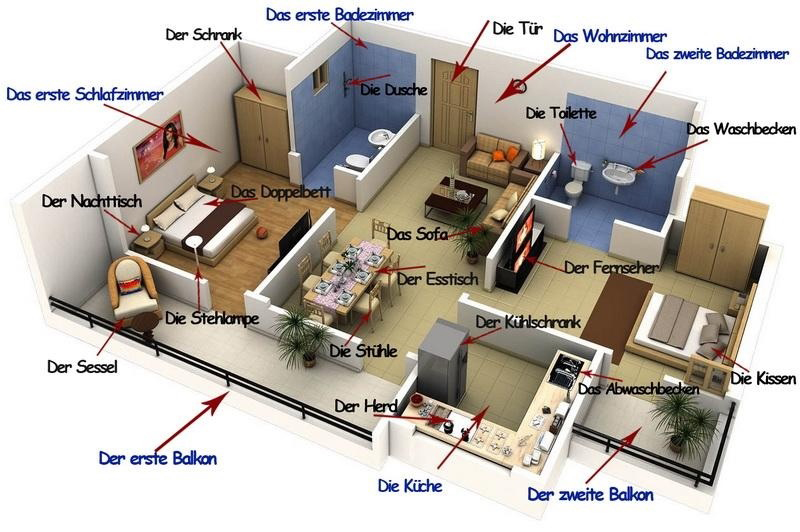 Das erste Badezimmer
Der Schrank
Die Tür
Das Wohnzimmer
Das zweite Badezimmer
Das erste Schlafzimmer
Die Dusche
Die Toilette
Das Waschbecken
Der Nachttisch
Das Doppelbett
Das Sofa
Der Fernseher
Der Esstisch
Die Stehlampe
Der Kühlschrank
Die Stühle
Der Sessel
Die Kissen
Das Abwaschbecken
Der Herd
Der erste Balkon
Die Küche
Der zweite Balkon